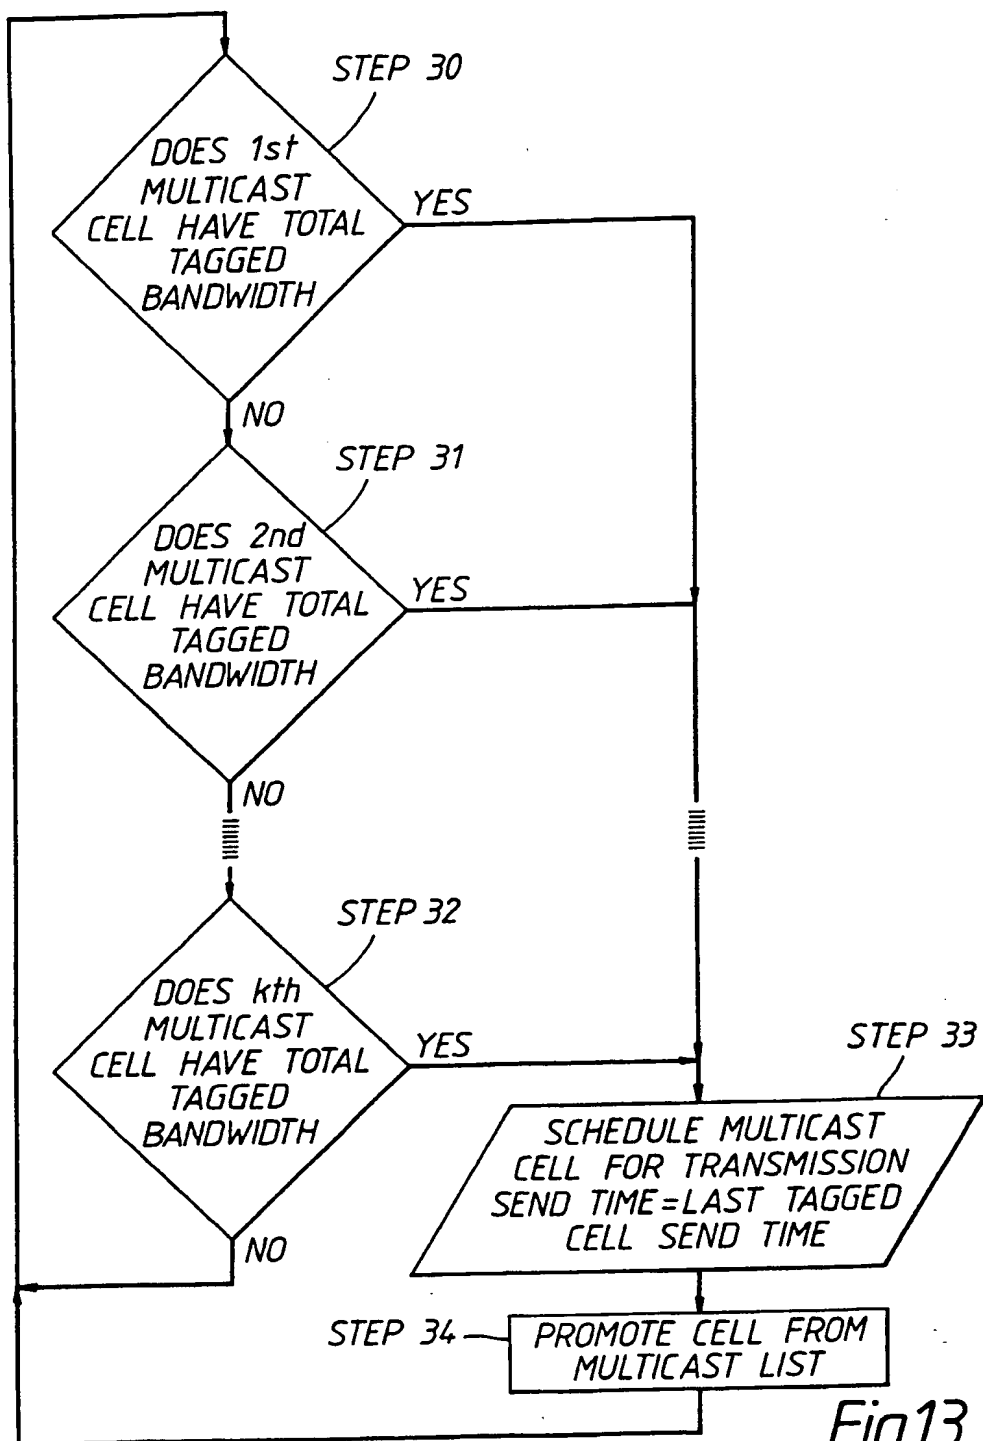 STEP 30
DOES 1st
MULTICAST
CELL HAVE TOTAL
TAGGED
BANDWIDTH
YES
NO
STEP 31
DOES 2nd
MULTICAST
CELL HAVE TOTAL
TAGGED
BANDWIDTH
YES
NO
STEP 32
DOES kth
MULTICAST
CELL HAVE TOTAL
TAGGED
BANDWIDTH
YES
NO
STEP 33
SCHEDULE MULTICAST
CELL FOR TRANSMISSION
SEND TIME=LAST TAGGED
CELL SEND TIME
STEP 34
PROMOTE CELL FROM
MULTICAST LIST
Fig13